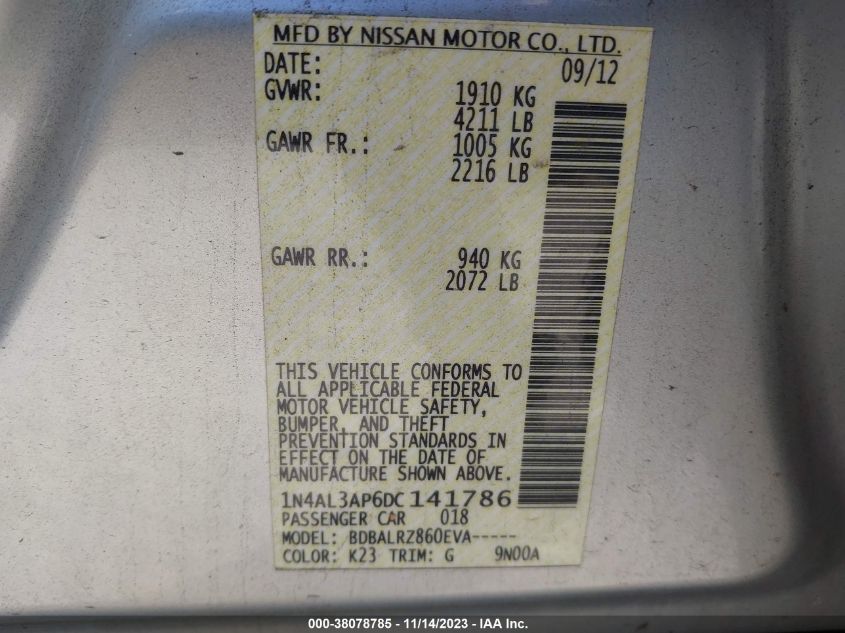 MFD BY NISSAN MOTOR CO., LTD.
DATE: 09/12
GVWR: 1910 KG
4211 LB
GAWR FR.: 1005 KG
2216 LB
GAWR RR.: 940 KG
2072 LB
THIS VEHICLE CONFORMS TO
ALL APPLICABLE FEDERAL
MOTOR VEHICLE SAFETY,
BUMPER, AND THEFT
PREVENTION STANDARDS IN
EFFECT ON THE DATE OF
MANUFACTURE SHOWN ABOVE.
1N4AL3AP6DC141786
PASSENGER CAR 018
MODEL: BDBALRZ860EVA-----
COLOR: K23 TRIM: G 9N00A
000-38078785 - 11/14/2023 - IAA Inc.